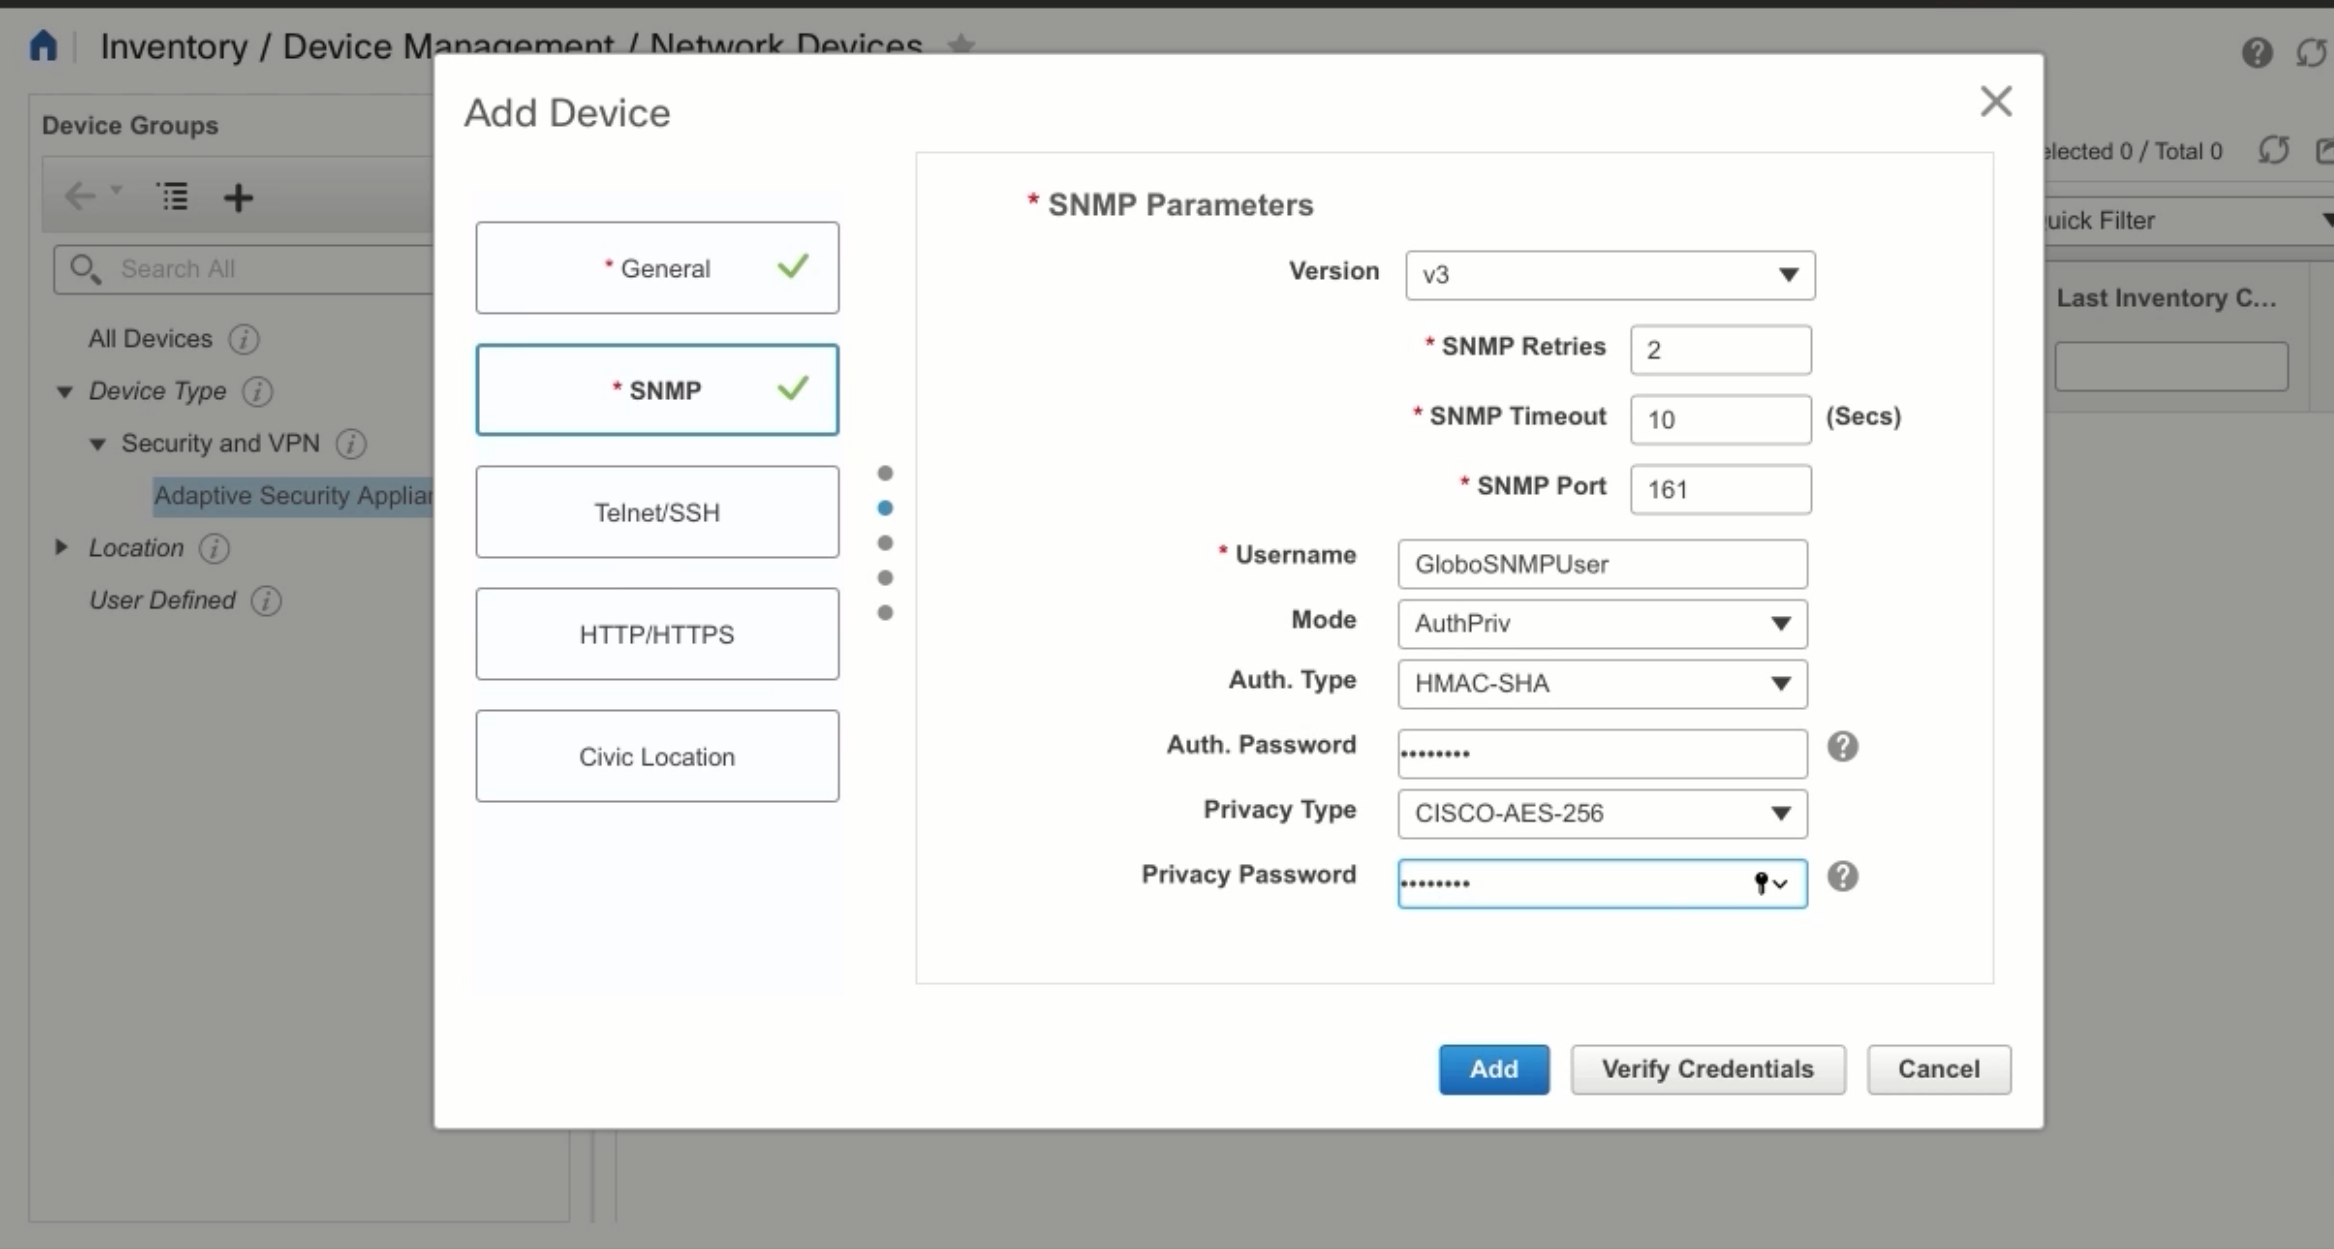 Inventory / Device Management / Network Devices
Device Groups
Search All
All Devices
Device Type
Security and VPN
Adaptive Security
Location
User Defined
Add Device
* General
* SNMP
Telnet/SSH
HTTP/HTTPS
Civic Location
* SNMP Parameters
Version v3
* SNMP Retries 2
* SNMP Timeout 10 (Secs)
* SNMP Port 161
* Username GloboSNMPUser
Mode AuthPriv
Auth. Type HMAC-SHA
Auth. Password ••••••••
Privacy Type CISCO-AES-256
Privacy Password ••••••••
Add Verify Credentials Cancel
0 / Total 0
Filter
Last Inventory C...